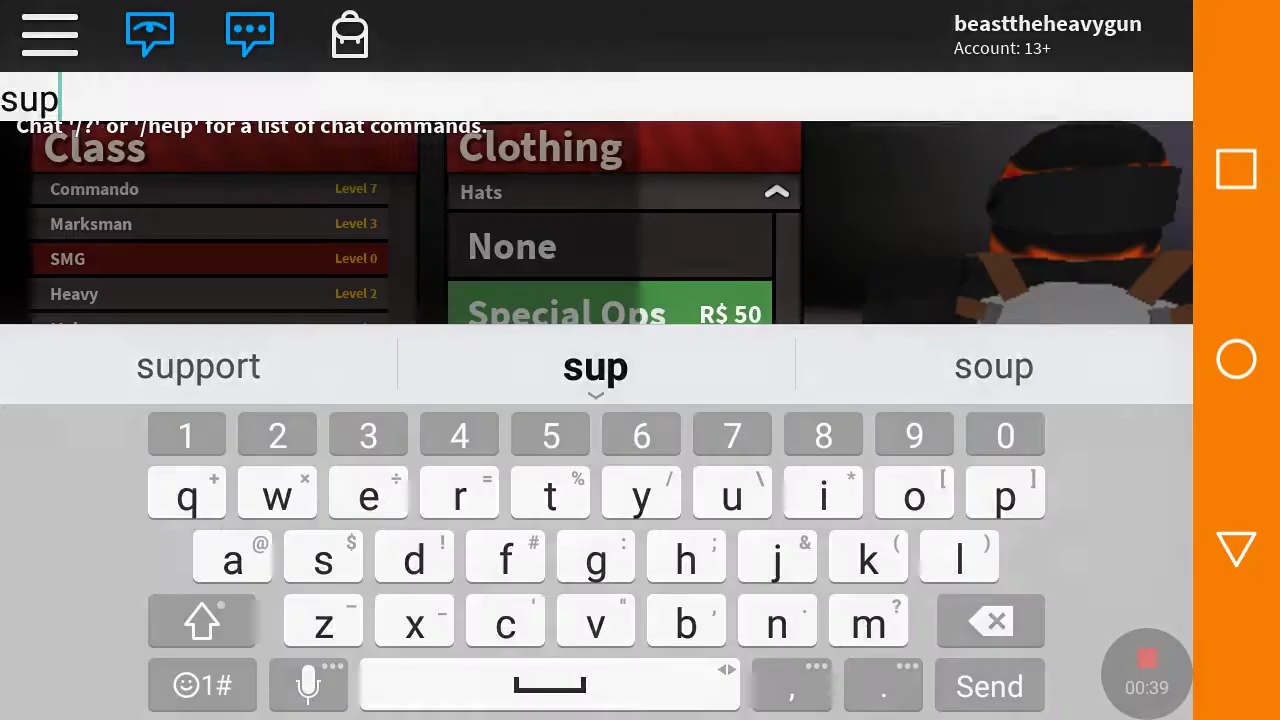 beasttheheavygun
Account: 13+
sup
Chat '/?' or '/help' for a list of chat commands.
Class
Commando Level 7
Marksman Level 3
SMG Level 0
Heavy Level 2
Clothing
Hats
None
Special Ops R$ 50
support sup soup
1 2 3 4 5 6 7 8 9 0
q + w × e ÷ r = t % y / u \ i * o [ p ]
a @ s $ d ! f # g : h ; j & k ( l )
z – x _ c ' v " b , n . m ?
1# , . Send
00:39